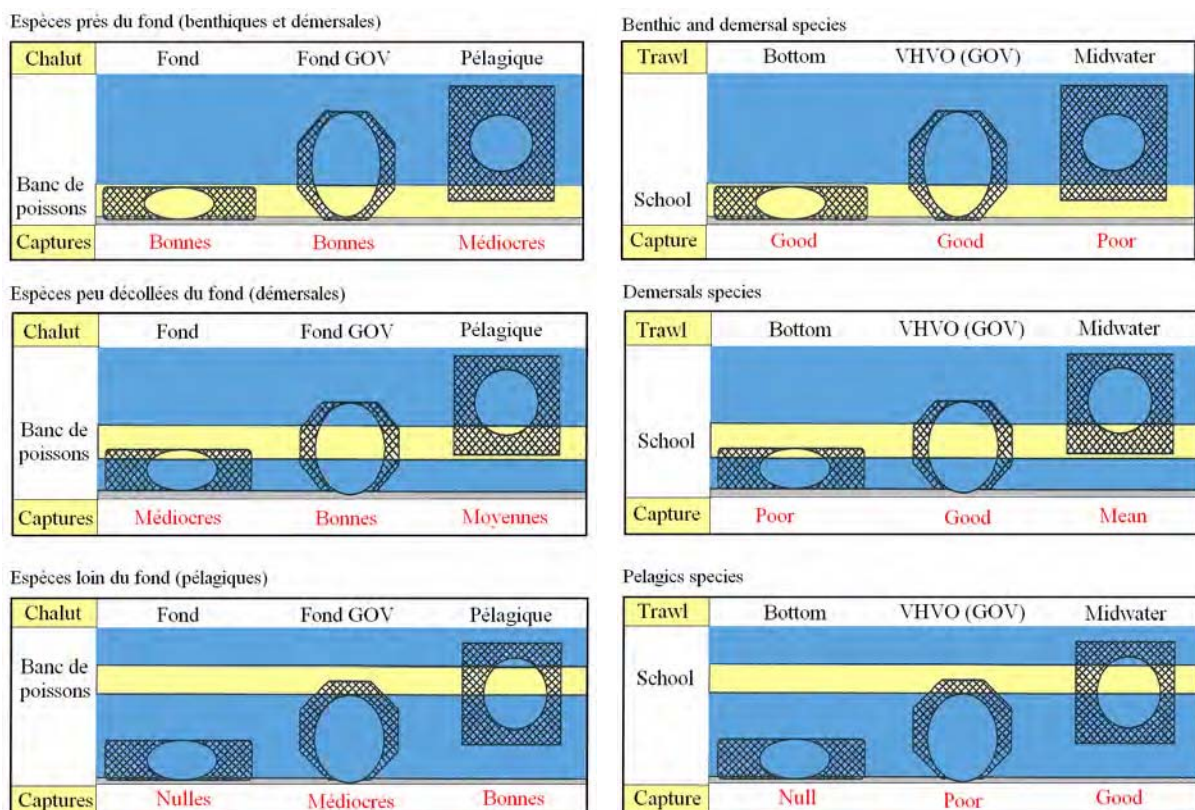 Espèces près du fond (benthiques et démersales)
Chalut Fond Fond GOV Pélagique
Banc de
poissons
Captures Bonnes Bonnes Médiocres
Benthic and demersal species
Trawl Bottom VHVO (GOV) Midwater
School
Capture Good Good Poor
Espèces peu décollées du fond (démersales)
Chalut Fond Fond GOV Pélagique
Banc de
poissons
Captures Médiocres Bonnes Moyennes
Demersals species
Trawl Bottom VHVO (GOV) Midwater
School
Capture Poor Good Mean
Espèces loin du fond (pélagiques)
Chalut Fond Fond GOV Pélagique
Banc de
poissons
Captures Nulles Médiocres Bonnes
Pelagics species
Trawl Bottom VHVO (GOV) Midwater
School
Capture Null Poor Good